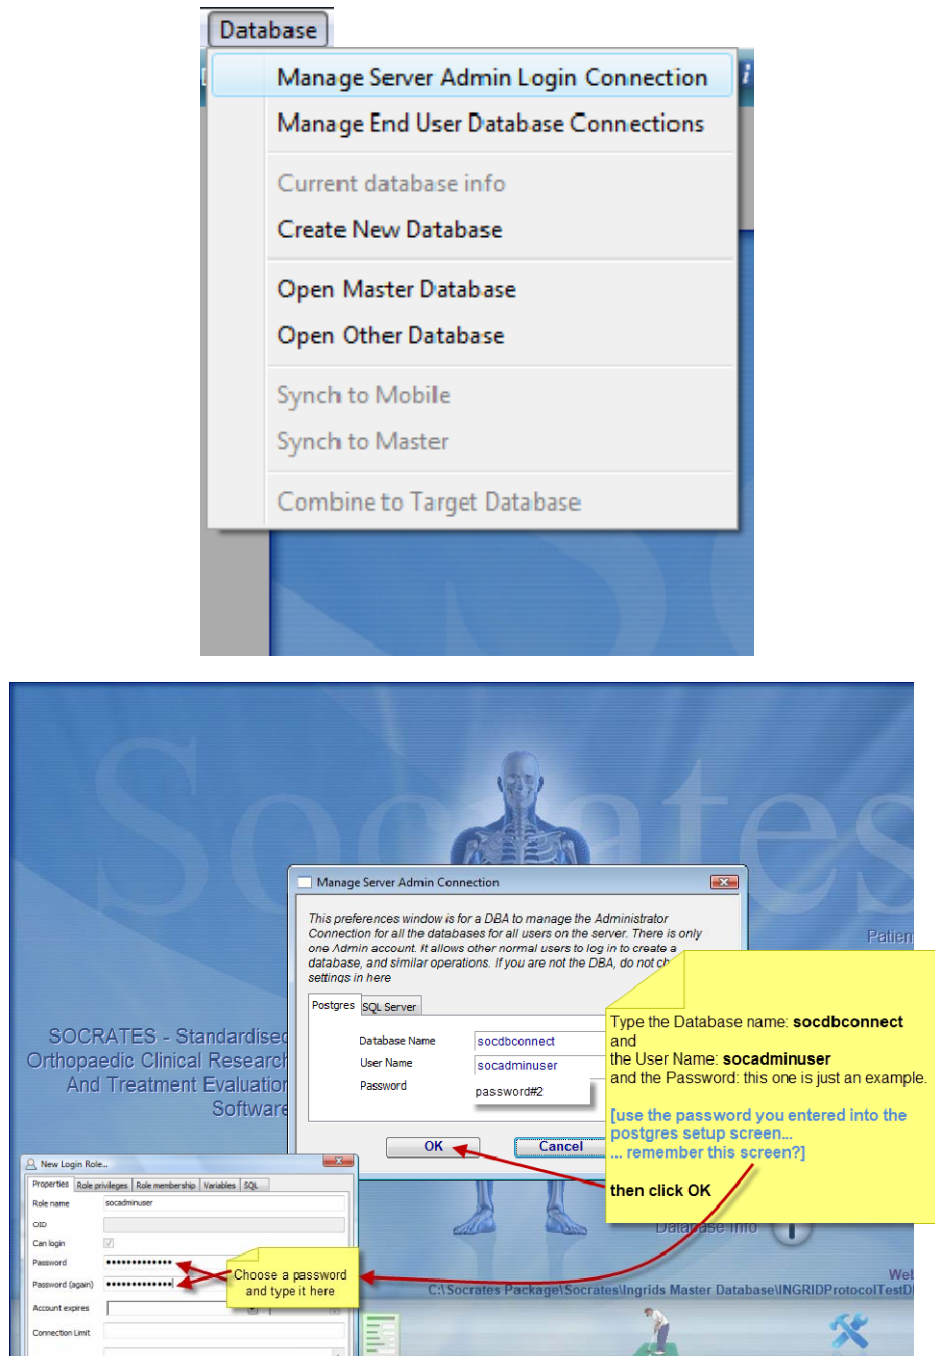 Database
Manage Server Admin Login Connection
Manage End User Database Connections
Current database info
Create New Database
Open Master Database
Open Other Database
Synch to Mobile
Synch to Master
Combine to Target Database
Socrates
Manage Server Admin Connection
This preferences window is for a DBA to manage the Administrator
Connection for all the databases for all users on the server. There is only
one Admin account. It allows other normal users to log in to create a
database, and similar operations. If you are not the DBA, do not ch
settings in here
Patien
Postgres
SQL Server
Database Name
socdbconnect
User Name
socadminuser
Password
password#2
OK
Cancel
Type the Database name: socdbconnect
and
the User Name: socadminuser
and the Password: this one is just an example.
[use the password you entered into the
postgres setup screen...
... remember this screen?]
then click OK
SOCRATES - Standardised
Orthopaedic Clinical Research
And Treatment Evaluation
Software
New Login Role...
Properties
Role privileges
Role membership
Variables
SQL
Role name
socadminuser
OID
Can login
Password
Password (again)
Account expires
Connection Limit
Choose a password
and type it here
Database Info
Wel
C:\Socrates Package\Socrates\Ingrids Master Database\INGRIDProtocolTestD